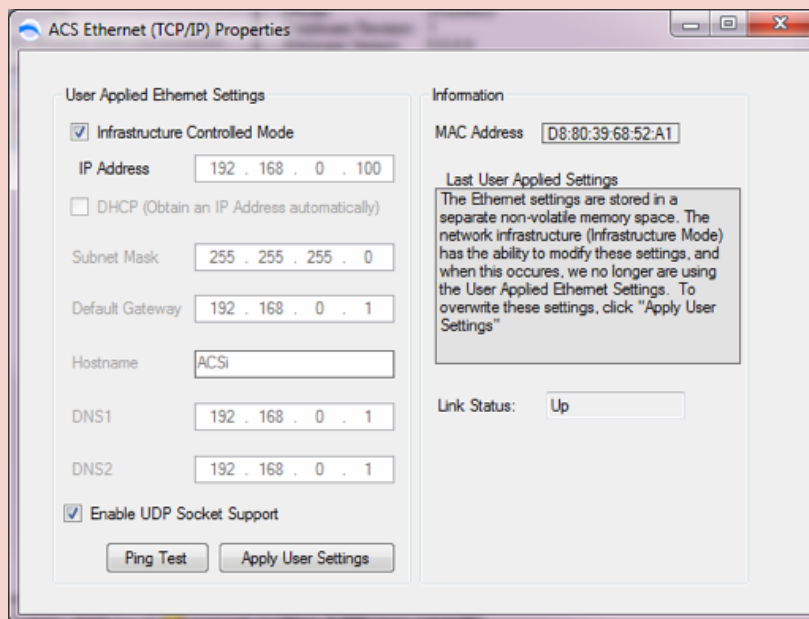 ACS Ethernet (TCP/IP) Properties
User Applied Ethernet Settings
Infrastructure Controlled Mode
IP Address 192 . 168 . 0 . 100
DHCP (Obtain an IP Address automatically)
Subnet Mask 255 . 255 . 255 . 0
Default Gateway 192 . 168 . 0 . 1
Hostname ACSi
DNS1 192 . 168 . 0 . 1
DNS2 192 . 168 . 0 . 1
Enable UDP Socket Support
Ping Test Apply User Settings
Information
MAC Address D8:80:39:68:52:A1
Last User Applied Settings
The Ethernet settings are stored in a
separate non-volatile memory space. The
network infrastructure (Infrastructure Mode)
has the ability to modify these settings, and
when this occures, we no longer are using
the User Applied Ethernet Settings. To
overwrite these settings, click "Apply User
Settings"
Link Status: Up